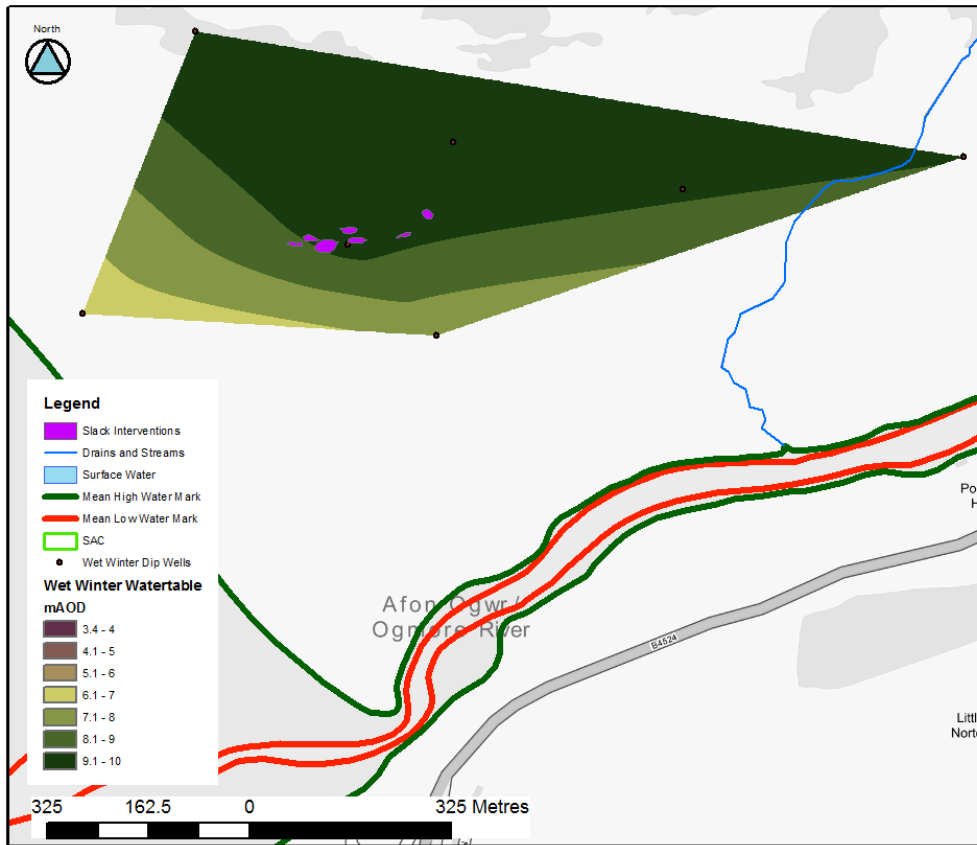 North
Legend
Slack Interventions
Drains and Streams
Surface Water
Mean High Water Mark
Mean Low Water Mark
SAC
Wet Winter Dip Wells
Wet Winter Watertable
mAOD
3.4 - 4
4.1 - 5
5.1 - 6
6.1 - 7
7.1 - 8
8.1 - 9
9.1 - 10
Afon Ogwr /
Ogmore River
B4524
Po
H
Littl
Norto
325 162.5 0 325 Metres